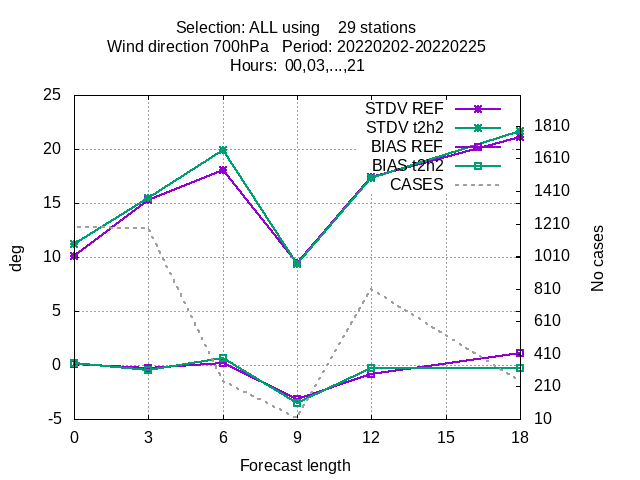 Selection: ALL using    29 stations
Wind direction 700hPa   Period: 20220202-20220225
Hours:  00,03,...,21
STDV REF
STDV t2h2
BIAS REF
BIAS t2h2
CASES
25
20
15
10
5
0
-5
deg
1810
1610
1410
1210
1010
810
610
410
210
10
No cases
0 3 6 9 12 15 18
Forecast length